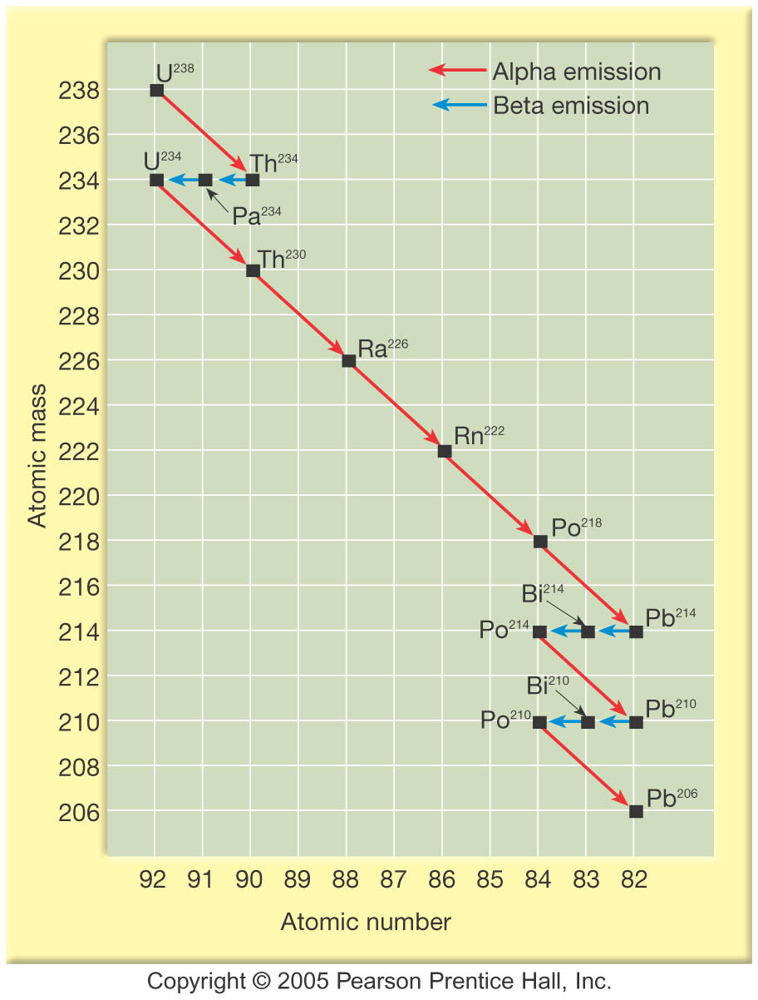 U238
Alpha emission
Beta emission
238
236
U234
Th234
234
Pa234
232
Th230
230
228
Ra226
226
224
Rn222
222
220
Po218
218
216
Bi214
Pb214
Po214
214
212
Bi210
Pb210
Po210
210
208
Pb206
206
Atomic mass
92 91 90 89 88 87 86 85 84 83 82
Atomic number
Copyright © 2005 Pearson Prentice Hall, Inc.